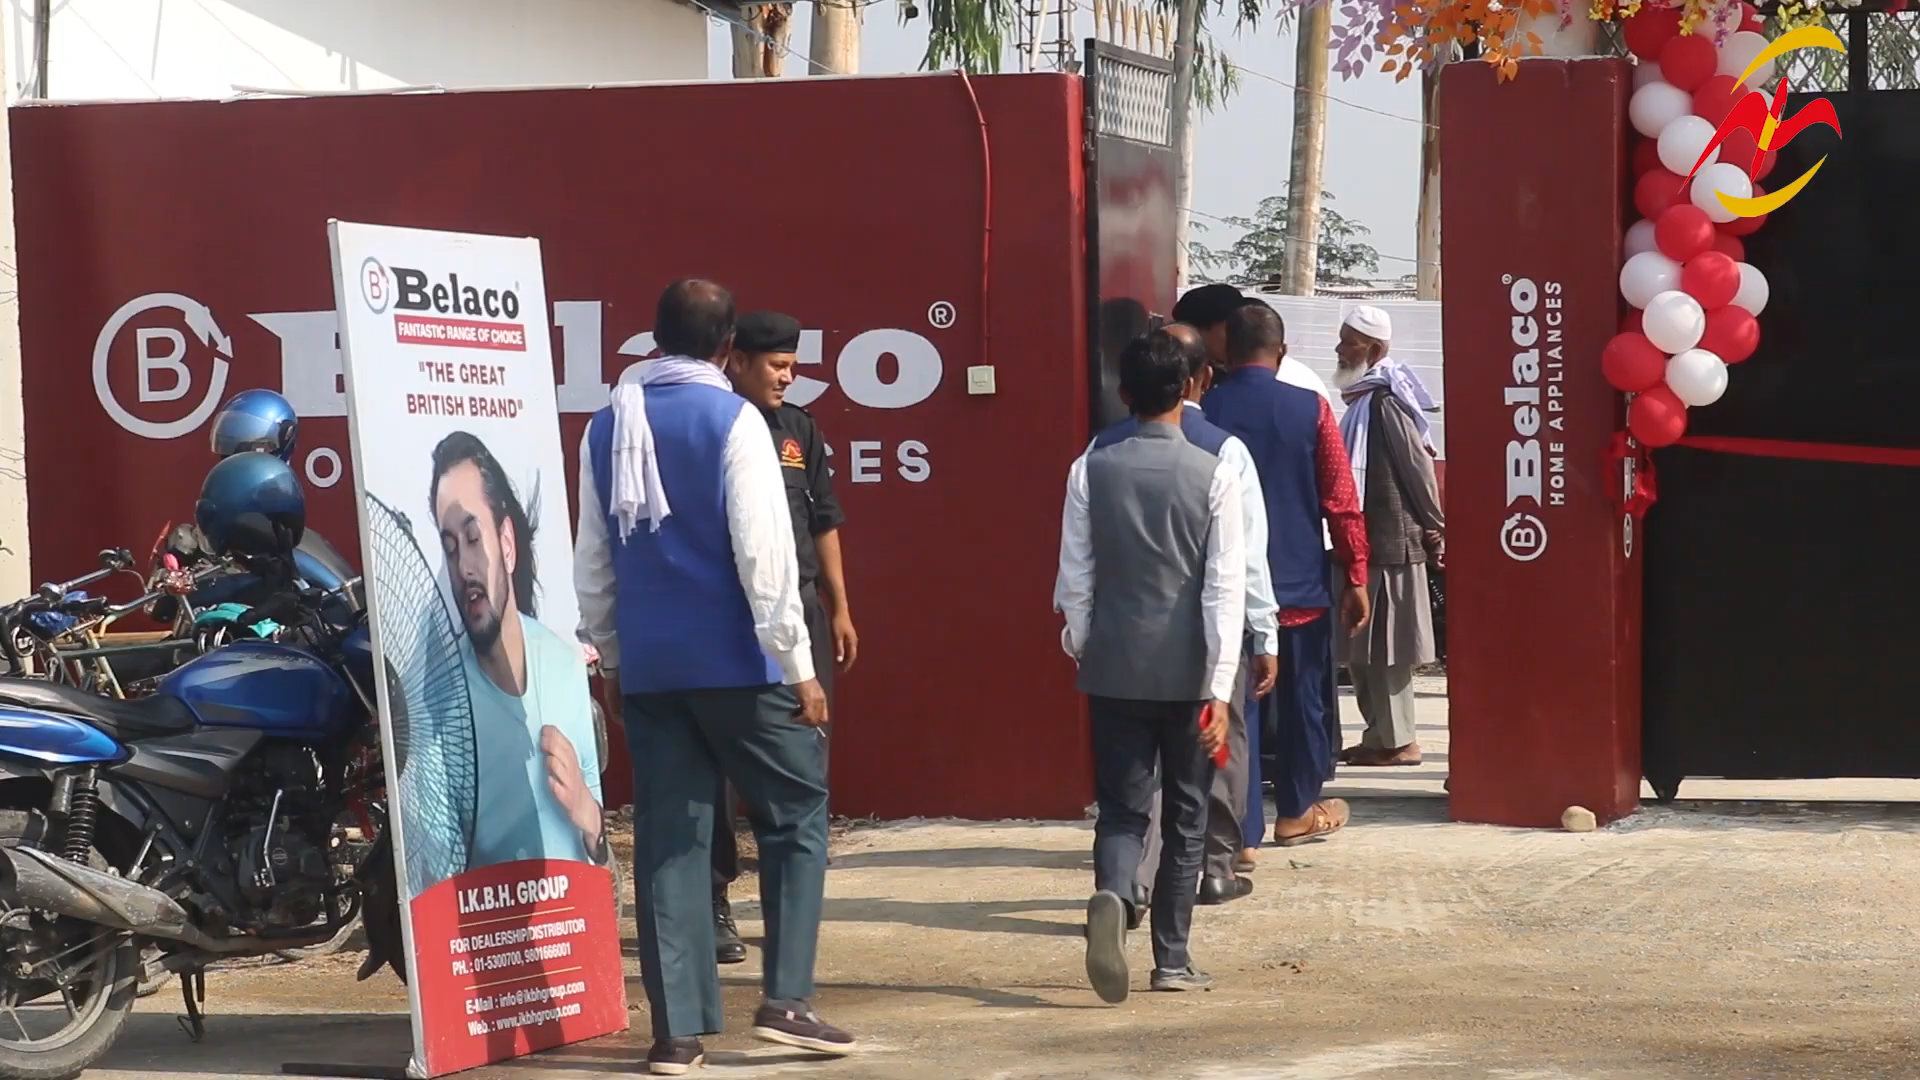 B Belaco
FANTASTIC RANGE OF CHOICE
"THE GREAT
BRITISH BRAND"
I.K.B.H. GROUP
FOR DEALERSHIP/DISTRIBUTOR
PH. : 01-5300700, 9801666001
E-Mail : info@ikbhgroup.com
Web. : www.ikbhgroup.com
B
®
B Belaco®
HOME APPLIANCES